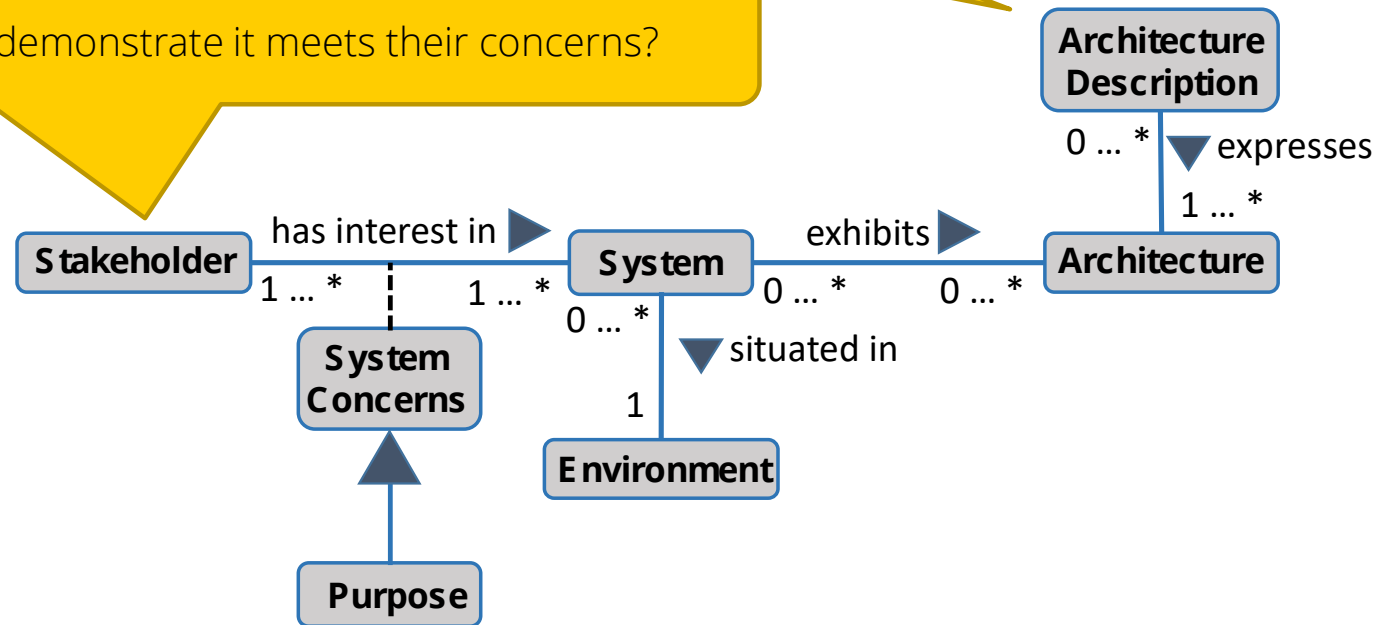 demonstrate it meets their concerns?
Architecture
Description
0 ... *
expresses
1 ... *
has interest in
exhibits
Stakeholder
System
Architecture
1 ... *
1 ... *
0 ... *
0 ... *
0 ... *
situated in
System
Concerns
1
Environment
Purpose